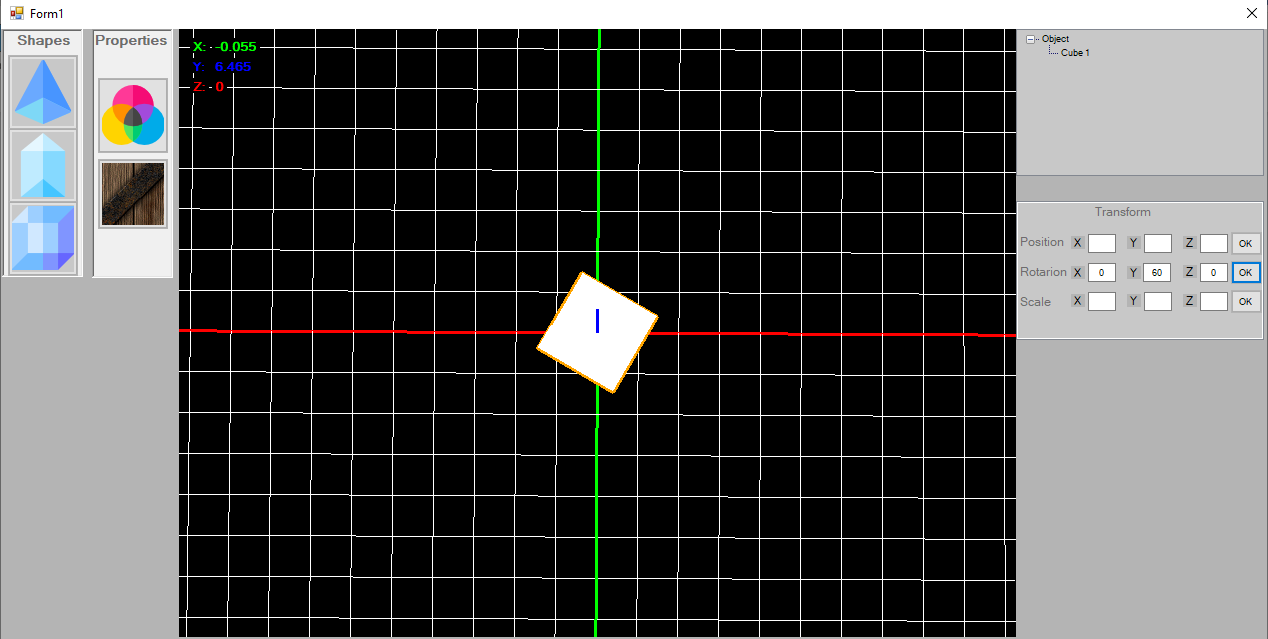 Form1
Shapes
Properties
X: -0.055
Y: 6.465
Z: 0
Object
Cube 1
Transform
Position X Y Z OK
Rotarion X 0 Y 60 Z 0 OK
Scale X Y Z OK